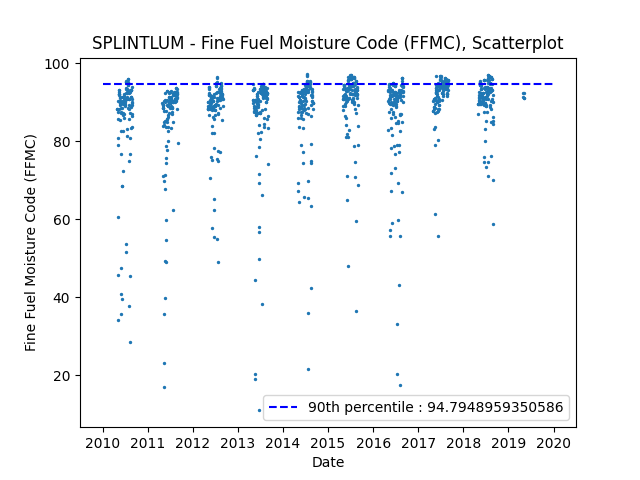 SPLINTLUM - Fine Fuel Moisture Code (FFMC), Scatterplot
Fine Fuel Moisture Code (FFMC)
100
80
60
40
20
90th percentile : 94.7948959350586
2010 2011 2012 2013 2014 2015 2016 2017 2018 2019 2020
Date